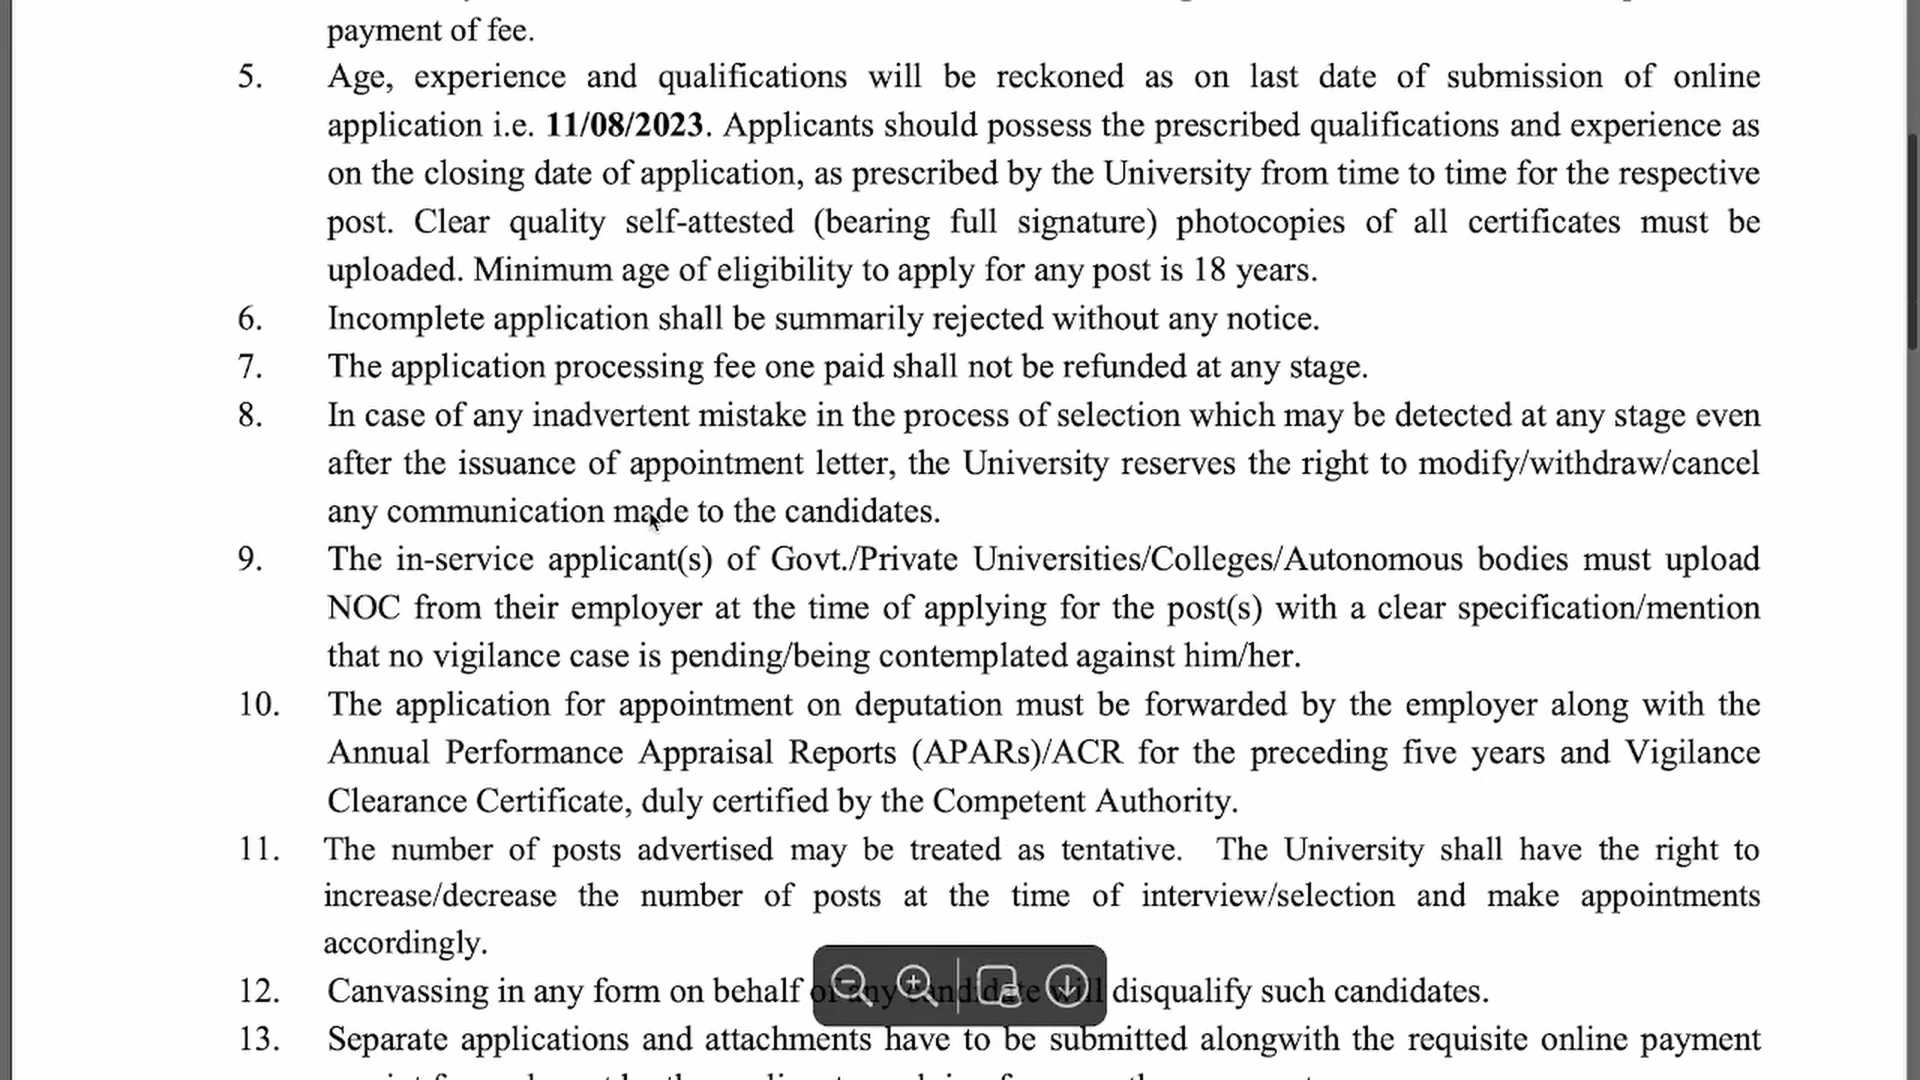 payment of fee.
5. Age, experience and qualifications will be reckoned as on last date of submission of online
application i.e. 11/08/2023. Applicants should possess the prescribed qualifications and experience as
on the closing date of application, as prescribed by the University from time to time for the respective
post. Clear quality self-attested (bearing full signature) photocopies of all certificates must be
uploaded. Minimum age of eligibility to apply for any post is 18 years.
6. Incomplete application shall be summarily rejected without any notice.
7. The application processing fee one paid shall not be refunded at any stage.
8. In case of any inadvertent mistake in the process of selection which may be detected at any stage even
after the issuance of appointment letter, the University reserves the right to modify/withdraw/cancel
any communication made to the candidates.
9. The in-service applicant(s) of Govt./Private Universities/Colleges/Autonomous bodies must upload
NOC from their employer at the time of applying for the post(s) with a clear specification/mention
that no vigilance case is pending/being contemplated against him/her.
10. The application for appointment on deputation must be forwarded by the employer along with the
Annual Performance Appraisal Reports (APARs)/ACR for the preceding five years and Vigilance
Clearance Certificate, duly certified by the Competent Authority.
11. The number of posts advertised may be treated as tentative. The University shall have the right to
increase/decrease the number of posts at the time of interview/selection and make appointments
accordingly.
12. Canvassing in any form on behalf of any candidate will disqualify such candidates.
13. Separate applications and attachments have to be submitted alongwith the requisite online payment